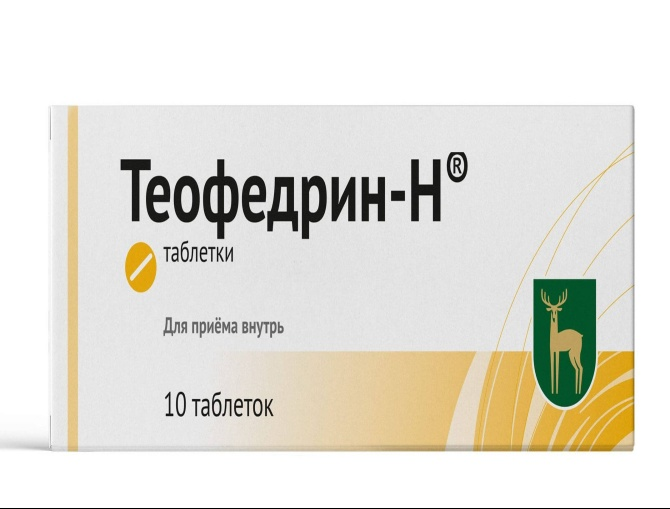 Теофедрин-Н®
таблетки
Для приёма внутрь
10 таблеток